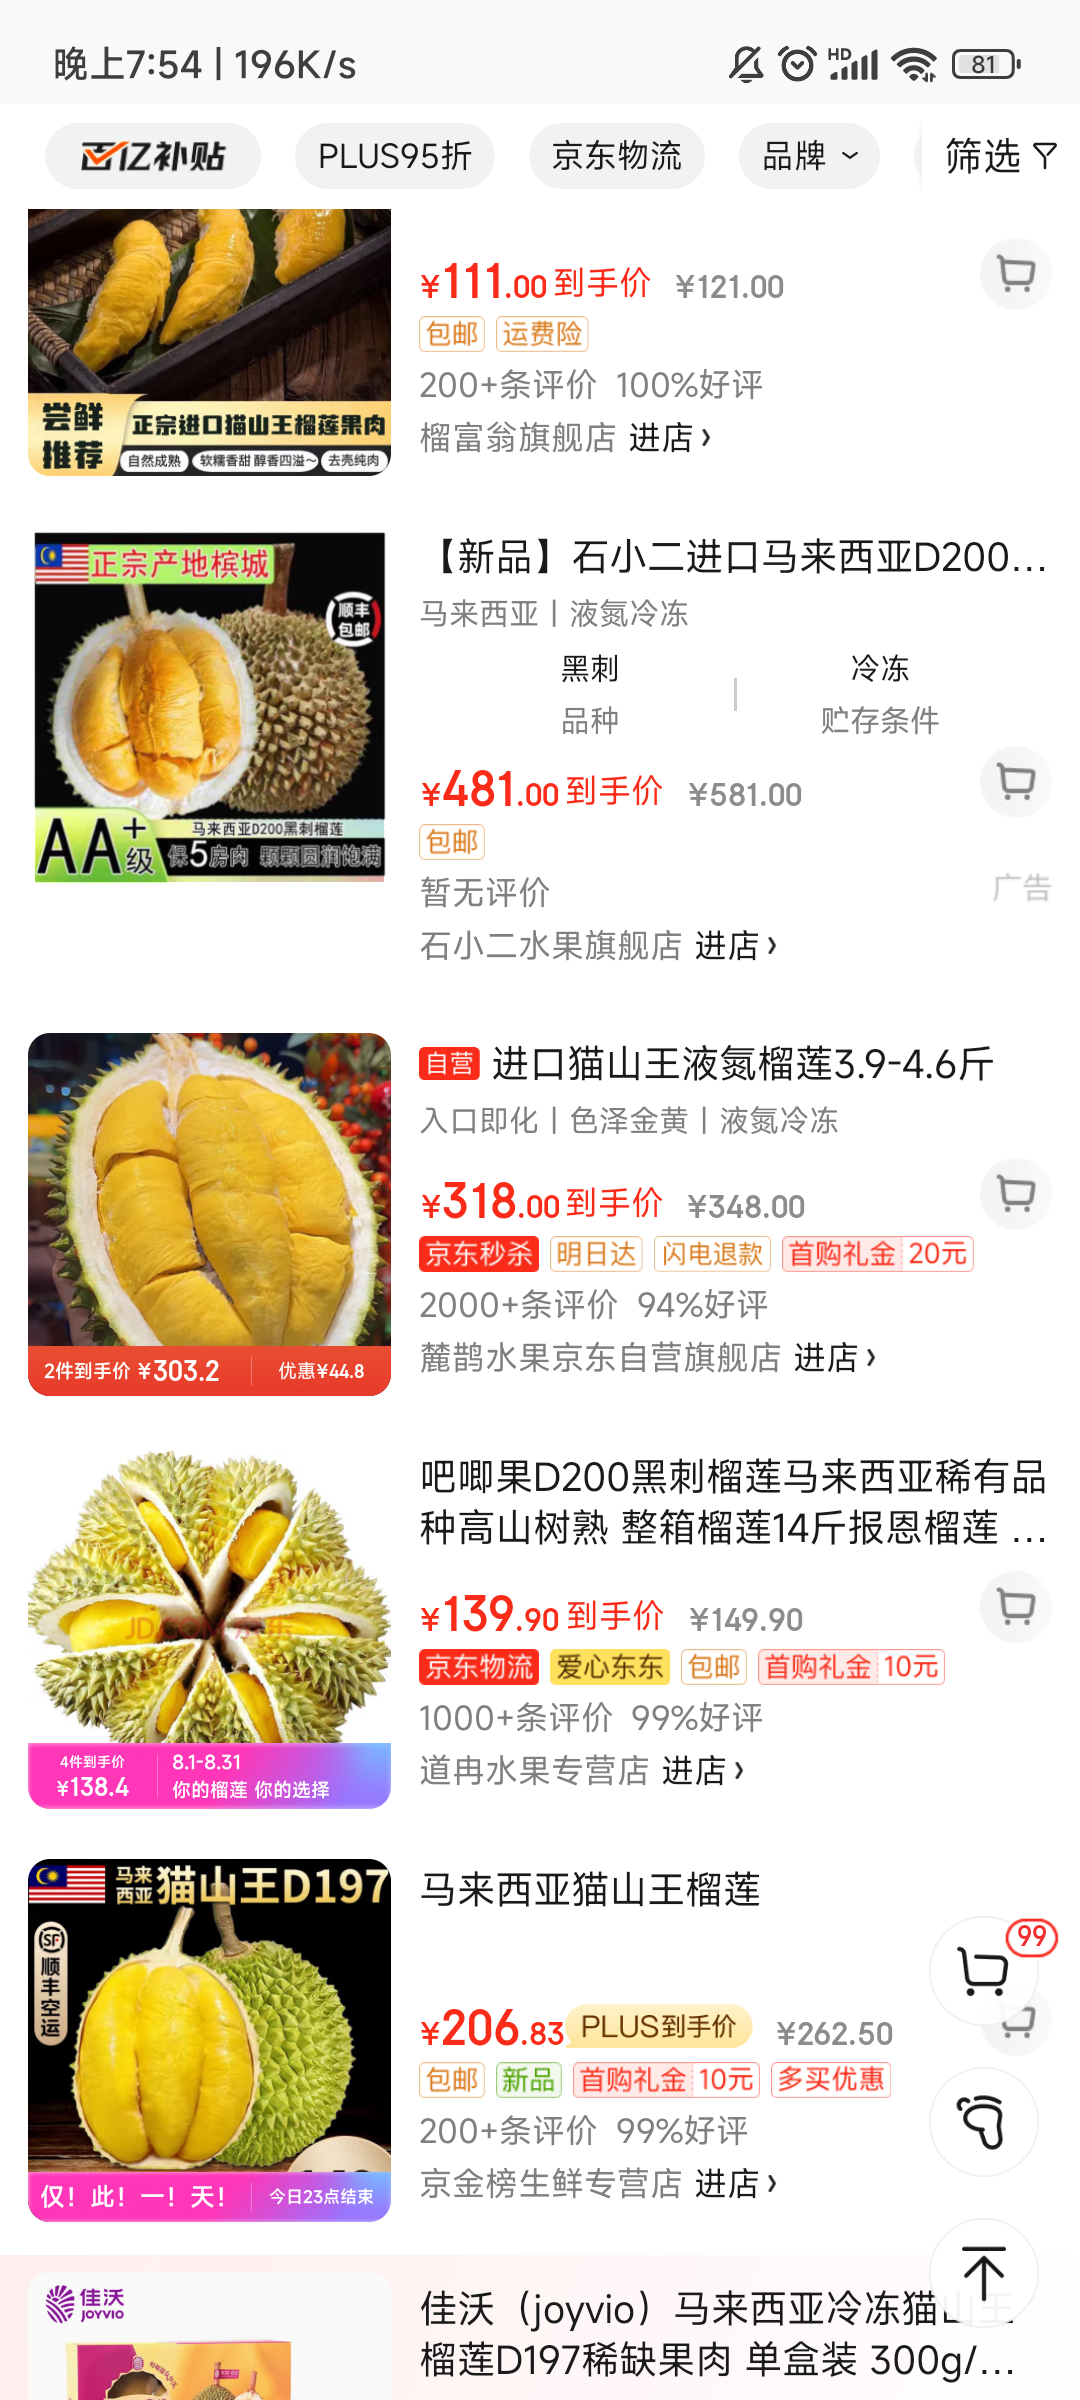 晚上7:54 | 196K/s
HD
81
百亿补贴
PLUS95折
京东物流
品牌
筛选
尝鲜
推荐
正宗进口猫山王榴莲果肉
自然成熟
软糯香甜 醇香四溢~
去壳纯肉
¥111.00 到手价 ¥121.00
包邮 运费险
200+条评价 100%好评
榴富翁旗舰店 进店›
正宗产地槟城
顺丰
包邮
AA+级
马来西亚D200黑刺榴莲
保5房肉 颗颗圆润饱满
【新品】石小二进口马来西亚D200...
马来西亚 | 液氮冷冻
黑刺
冷冻
品种
贮存条件
¥481.00 到手价 ¥581.00
包邮
暂无评价
广告
石小二水果旗舰店 进店›
自营 进口猫山王液氮榴莲3.9-4.6斤
入口即化 | 色泽金黄 | 液氮冷冻
¥318.00 到手价 ¥348.00
京东秒杀 明日达 闪电退款 首购礼金 20元
2000+条评价 94%好评
麓鹊水果京东自营旗舰店 进店›
2件到手价 ¥303.2
优惠¥44.8
吧唧果D200黑刺榴莲马来西亚稀有品
种高山树熟 整箱榴莲14斤报恩榴莲 ...
¥139.90 到手价 ¥149.90
京东物流 爱心东东 包邮 首购礼金 10元
1000+条评价 99%好评
道冉水果专营店 进店›
4件到手价
¥138.4
8.1-8.31
你的榴莲 你的选择
马来
西亚
猫山王D197
SF
顺丰空运
仅！此！一！天！
今日23点结束
马来西亚猫山王榴莲
99
¥206.83 PLUS到手价 ¥262.50
包邮 新品 首购礼金 10元 多买优惠
200+条评价 99%好评
京金榜生鲜专营店 进店›
佳沃
JOYVIO
佳沃（joyvio）马来西亚冷冻猫山王
榴莲D197稀缺果肉 单盒装 300g/...